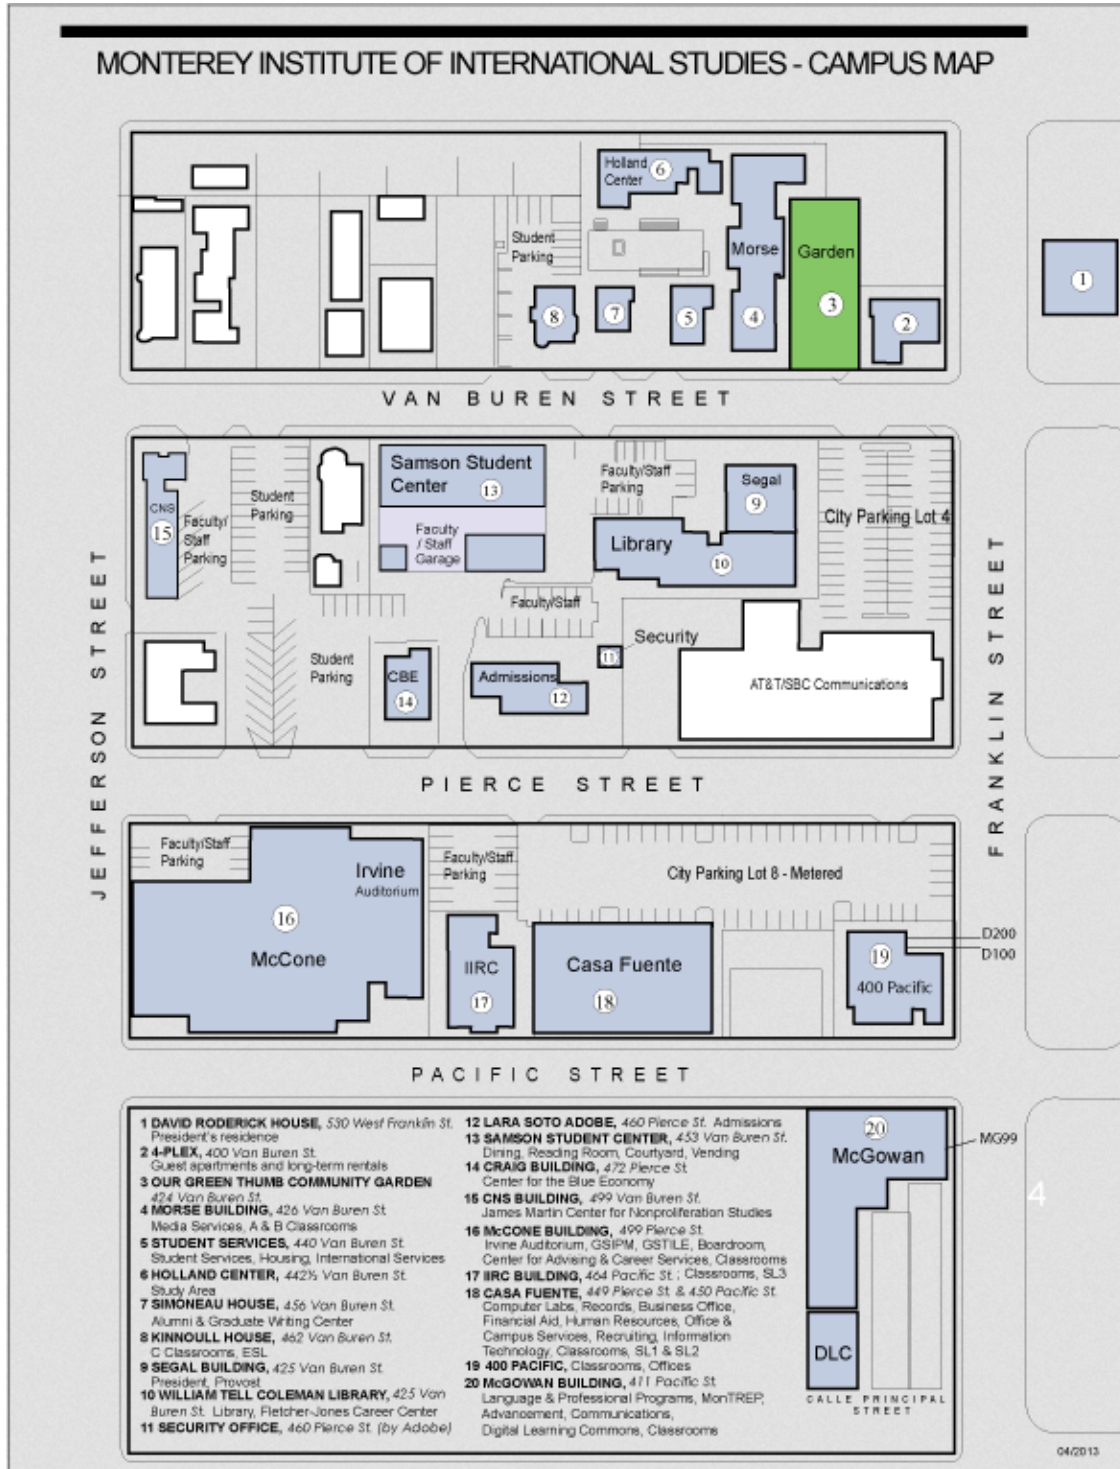 MONTEREY INSTITUTE OF INTERNATIONAL STUDIES - CAMPUS MAP
Holland
Center
6
Student
Parking
Morse
Garden
1
8
7
5
4
3
2
VAN BUREN STREET
Samson Student
Center
13
CNS
15
Faculty/
Staff
Parking
Student
Parking
Faculty
/ Staff
Garage
Faculty/Staff
Parking
Segal
9
Library
10
City Parking Lot 4
Faculty/Staff
Security
11
Student
Parking
CBE
14
Admissions
12
AT&T/SBC Communications
JEFFERSON STREET
FRANKLIN STREET
PIERCE STREET
Faculty/Staff
Parking
Irvine
Auditorium
16
McCone
Faculty/Staff
Parking
IIRC
17
City Parking Lot 8 - Metered
Casa Fuente
18
19
400 Pacific
D200
D100
PACIFIC STREET
1 DAVID RODERICK HOUSE, 530 West Franklin St.
President's residence
2 4-PLEX, 400 Van Buren St.
Guest apartments and long-term rentals
3 OUR GREEN THUMB COMMUNITY GARDEN
424 Van Buren St.
4 MORSE BUILDING, 426 Van Buren St.
Media Services, A & B Classrooms
5 STUDENT SERVICES, 440 Van Buren St.
Student Services, Housing, International Services
6 HOLLAND CENTER, 442½ Van Buren St.
Study Area
7 SIMONEAU HOUSE, 456 Van Buren St.
Alumni & Graduate Writing Center
8 KINNOULL HOUSE, 462 Van Buren St.
C Classrooms, ESL
9 SEGAL BUILDING, 425 Van Buren St.
President, Provost
10 WILLIAM TELL COLEMAN LIBRARY, 425 Van
Buren St. Library, Fletcher-Jones Career Center
11 SECURITY OFFICE, 460 Pierce St. (by Adobe)
12 LARA SOTO ADOBE, 460 Pierce St. Admissions
13 SAMSON STUDENT CENTER, 453 Van Buren St.
Dining, Reading Room, Courtyard, Vending
14 CRAIG BUILDING, 472 Pierce St.
Center for the Blue Economy
15 CNS BUILDING, 499 Van Buren St.
James Martin Center for Nonproliferation Studies
16 McCONE BUILDING, 499 Pierce St.
Irvine Auditorium, GSIPM, GSTILE, Boardroom,
Center for Advising & Career Services, Classrooms
17 IIRC BUILDING, 464 Pacific St. ; Classrooms, SL3
18 CASA FUENTE, 449 Pierce St. & 450 Pacific St.
Computer Labs, Records, Business Office,
Financial Aid, Human Resources, Office &
Campus Services, Recruiting, Information
Technology, Classrooms, SL1 & SL2
19 400 PACIFIC, Classrooms, Offices
20 McGOWAN BUILDING, 411 Pacific St.
Language & Professional Programs, MonTREP,
Advancement, Communications,
Digital Learning Commons, Classrooms
20
McGowan
MG99
DLC
CALLE PRINCIPAL
STREET
4
04/2013